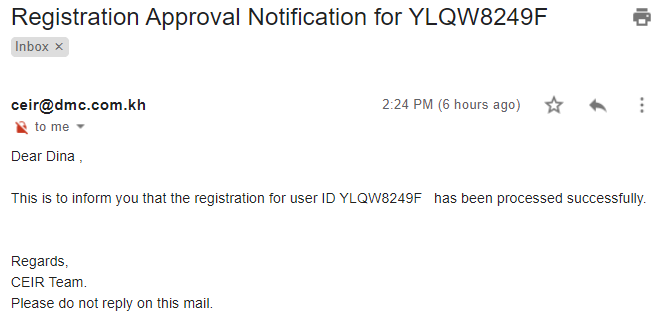 Registration Approval Notification for YLQW8249F
Inbox ×
ceir@dmc.com.kh 2:24 PM (6 hours ago)
to me
Dear Dina ,
This is to inform you that the registration for user ID YLQW8249F has been processed successfully.
Regards,
CEIR Team.
Please do not reply on this mail.